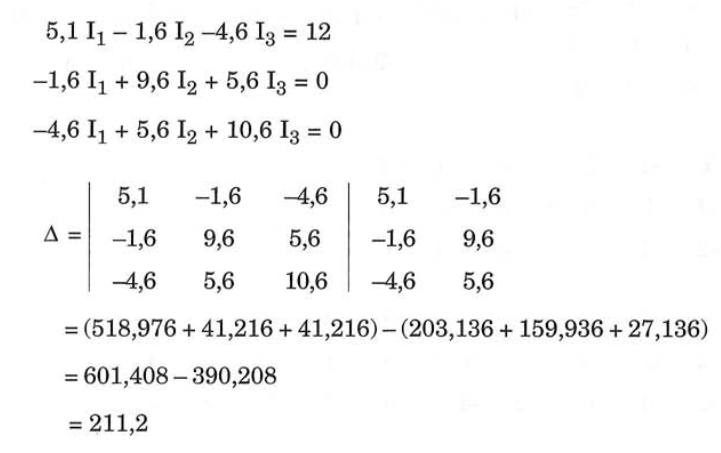 5,1 I₁ – 1,6 I₂ –4,6 I₃ = 12
–1,6 I₁ + 9,6 I₂ + 5,6 I₃ = 0
–4,6 I₁ + 5,6 I₂ + 10,6 I₃ = 0
5,1 –1,6 –4,6 5,1 –1,6
Δ = –1,6 9,6 5,6 –1,6 9,6
–4,6 5,6 10,6 –4,6 5,6
= (518,976 + 41,216 + 41,216) – (203,136 + 159,936 + 27,136)
= 601,408 – 390,208
= 211,2